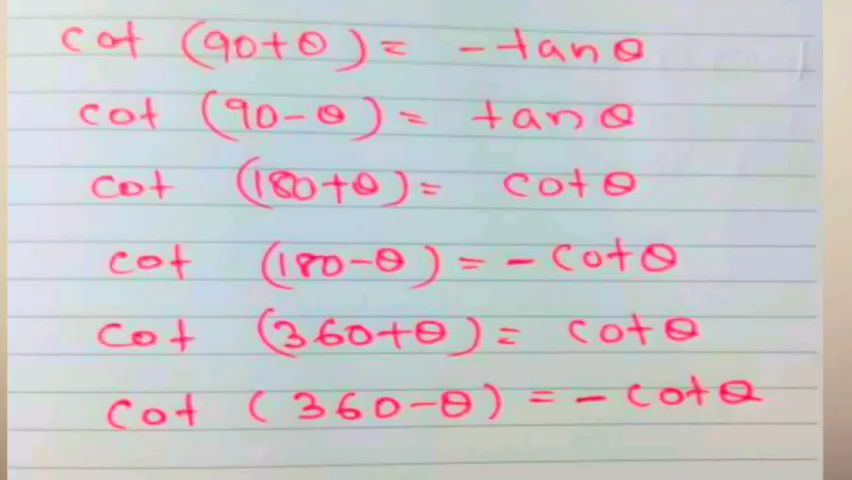 cot (90+θ) = -tanθ
cot (90-θ) = tanθ
cot (180+θ) = cotθ
cot (180-θ) = -cotθ
cot (360+θ) = cotθ
cot (360-θ) = -cotθ